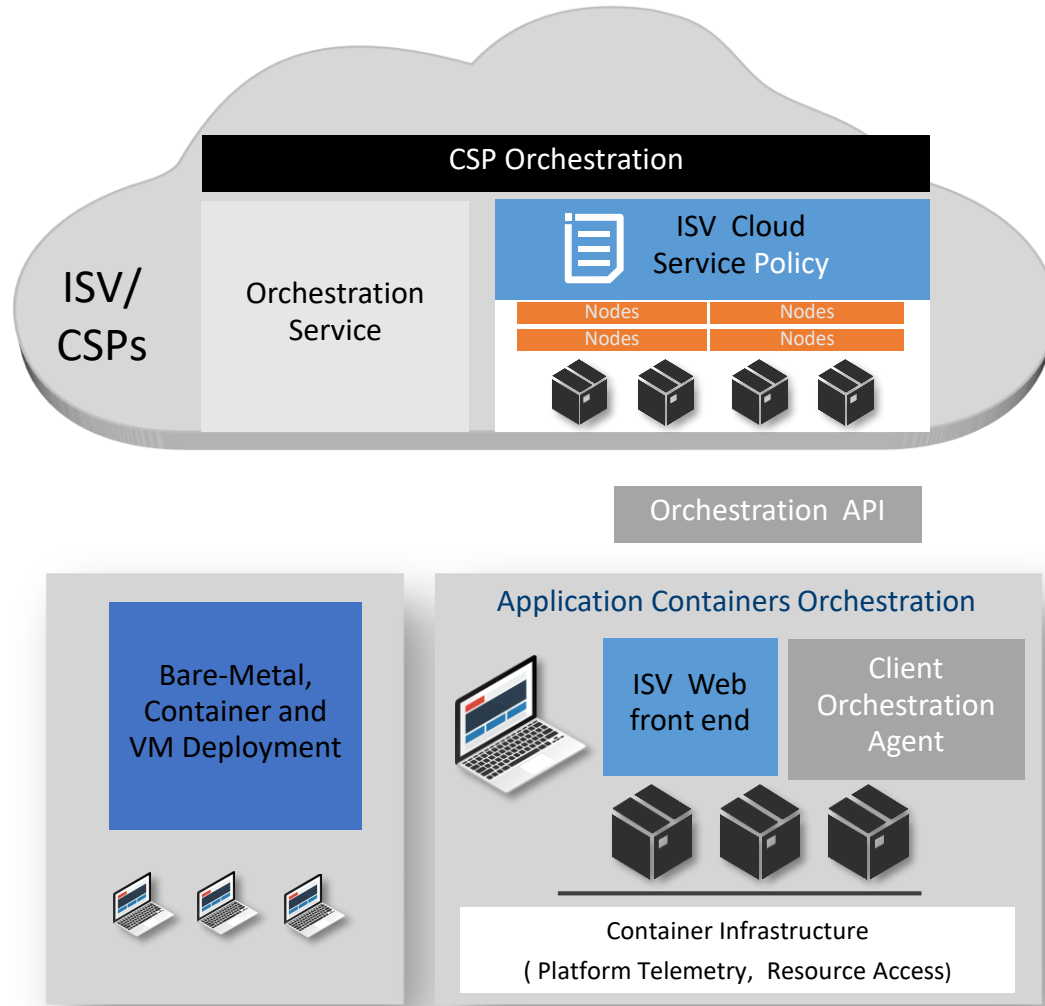 CSP Orchestration
ISV/
CSPs
Orchestration
Service
ISV Cloud
Service Policy
Nodes
Nodes
Nodes
Nodes
Orchestration API
Bare-Metal,
Container and
VM Deployment
Application Containers Orchestration
ISV Web
front end
Client
Orchestration
Agent
Container Infrastructure
( Platform Telemetry, Resource Access)